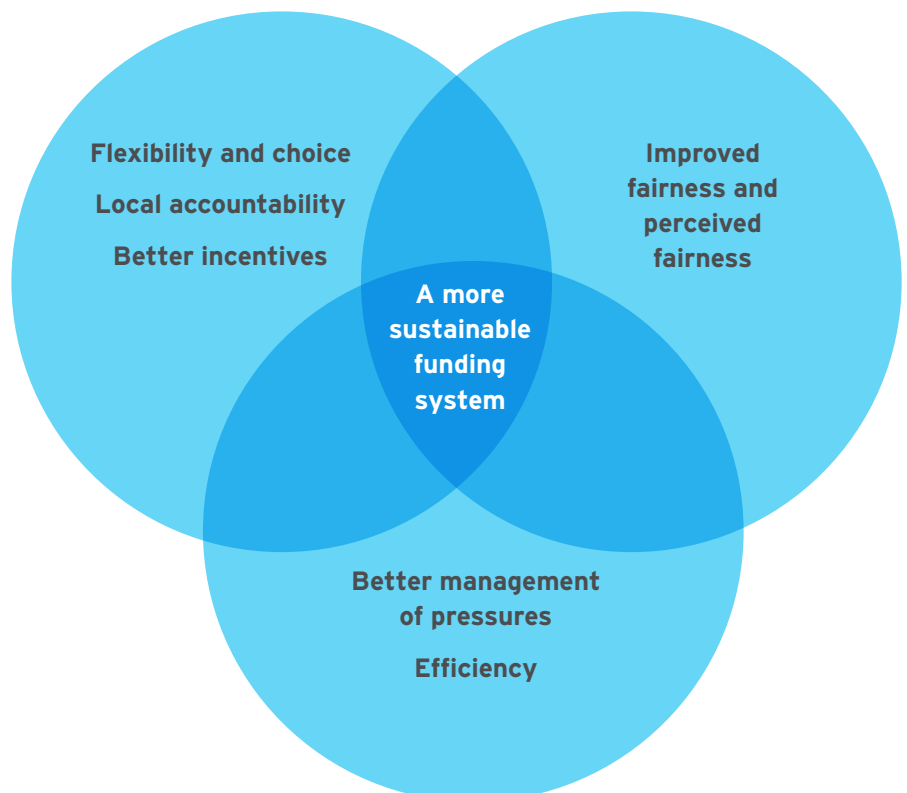 Flexibility and choice
Local accountability
Better incentives
Improved
fairness and
perceived
fairness
A more
sustainable
funding
system
Better management
of pressures
Efficiency